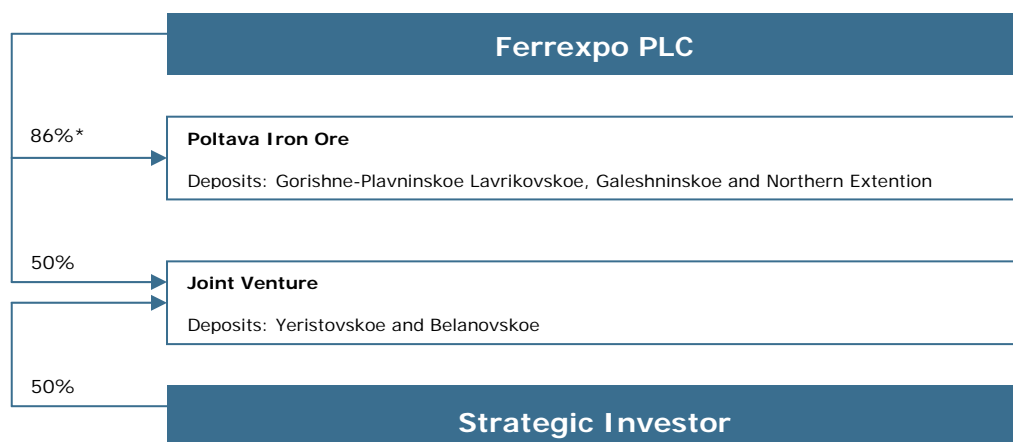 Ferrexpo PLC
86%*
Poltava Iron Ore
Deposits: Gorishne-Plavninskoe Lavrikovskoe, Galeshninskoe and Northern Extention
50%
Joint Venture
Deposits: Yeristovskoe and Belanovskoe
50%
Strategic Investor